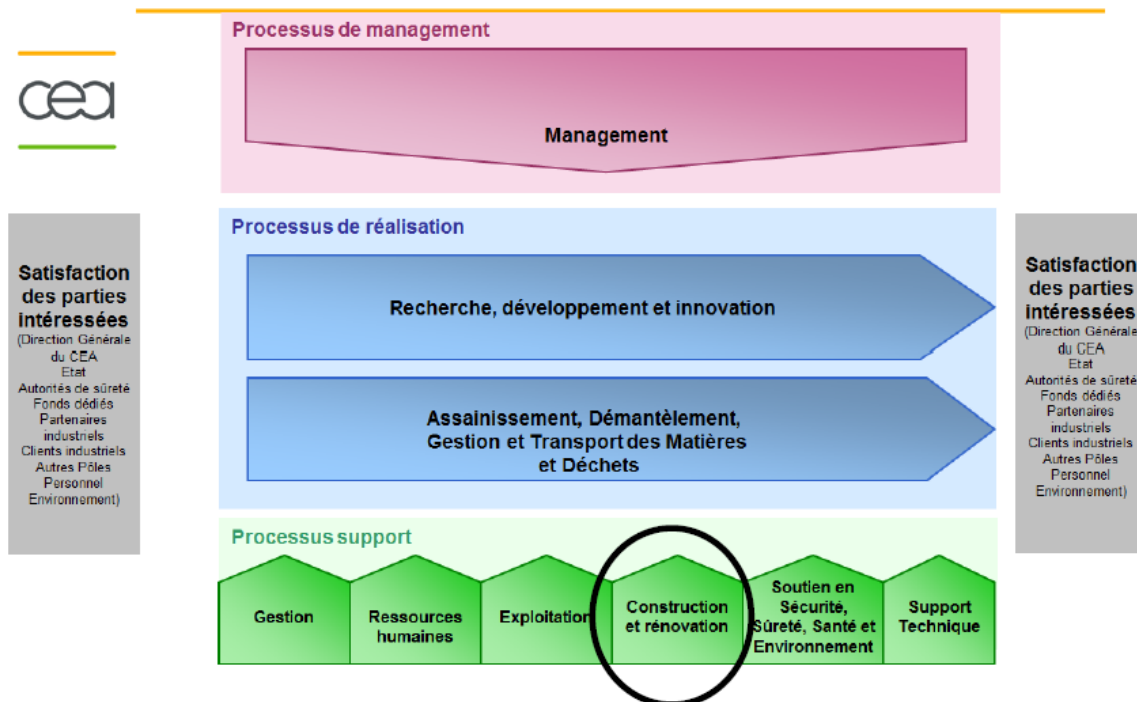 Processus de management
cea
Management
Satisfaction
des parties
intéressées
(Direction Générale
du CEA
Etat
Autorités de sûreté
Fonds dédiés
Partenaires
industriels
Clients industriels
Autres Pôles
Personnel
Environnement)
Processus de réalisation
Recherche, développement et innovation
Assainissement, Démantèlement,
Gestion et Transport des Matières
et Déchets
Satisfaction
des parties
intéressées
(Direction Générale
du CEA
Etat
Autorités de sûreté
Fonds dédiés
Partenaires
industriels
Clients industriels
Autres Pôles
Personnel
Environnement)
Processus support
Gestion
Ressources
humaines
Exploitation
Construction
et rénovation
Soutien en
Sécurité,
Sûreté, Santé et
Environnement
Support
Technique